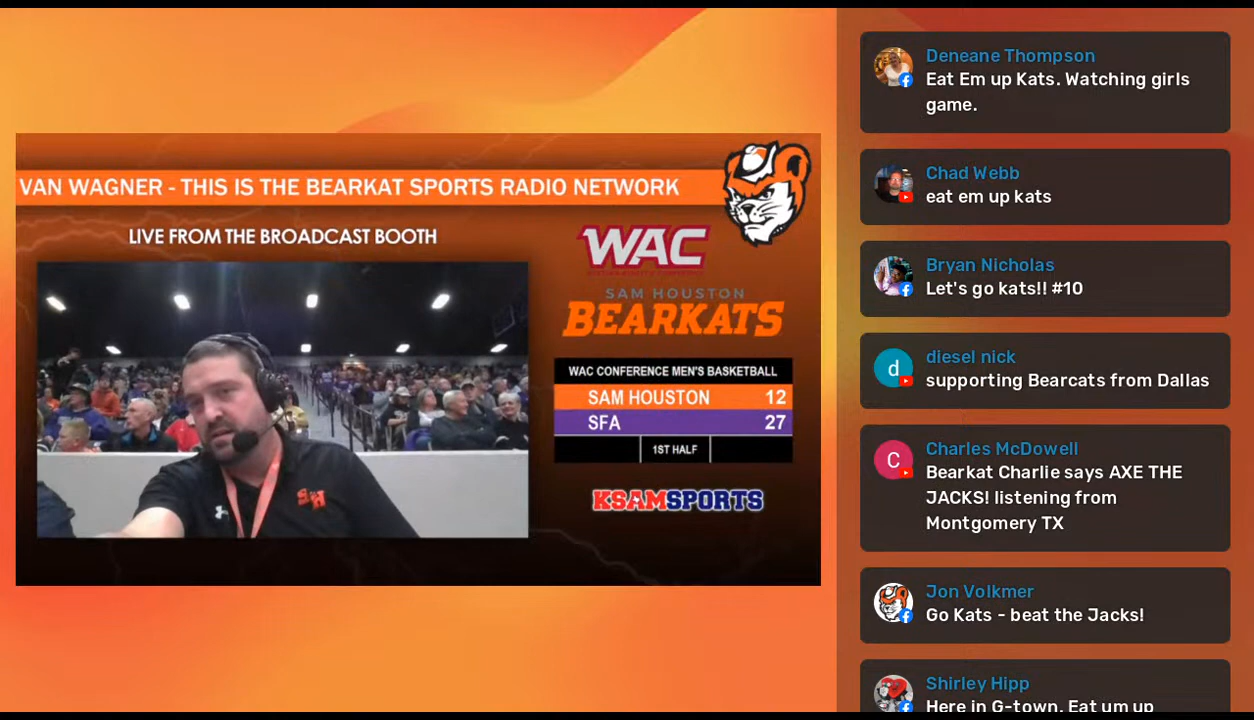 VAN WAGNER - THIS IS THE BEARKAT SPORTS RADIO NETWORK
LIVE FROM THE BROADCAST BOOTH
WAC
SAM HOUSTON
BEARKATS
WAC CONFERENCE MEN'S BASKETBALL
SAM HOUSTON 12
SFA 27
1ST HALF
KSAMSPORTS
SH
Deneane Thompson
Eat Em up Kats. Watching girls
game.
Chad Webb
eat em up kats
Bryan Nicholas
Let's go kats!! #10
d
diesel nick
supporting Bearcats from Dallas
C
Charles McDowell
Bearkat Charlie says AXE THE
JACKS! listening from
Montgomery TX
Jon Volkmer
Go Kats - beat the Jacks!
Shirley Hipp
Here in G-town. Eat um up